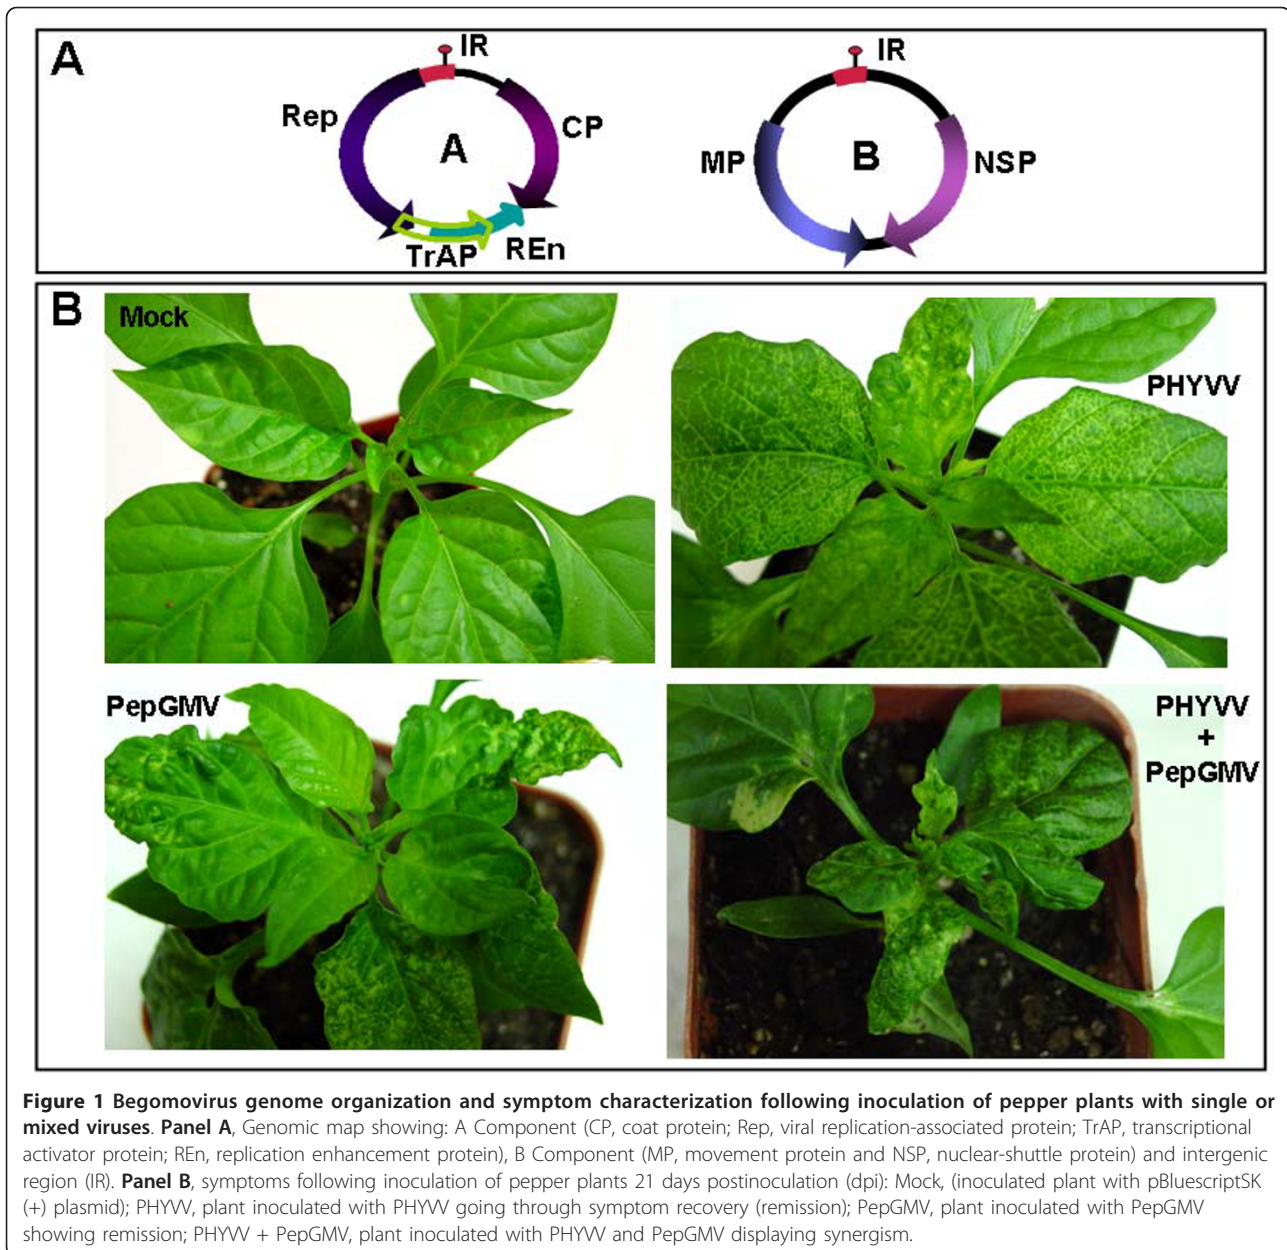 A
IR
Rep
CP
A
TrAP
REn
IR
MP
NSP
B
B
Mock
PHYVV
PepGMV
PHYVV
+
PepGMV
Figure 1 Begomovirus genome organization and symptom characterization following inoculation of pepper plants with single or
mixed viruses. Panel A, Genomic map showing: A Component (CP, coat protein; Rep, viral replication-associated protein; TrAP, transcriptional
activator protein; REn, replication enhancement protein), B Component (MP, movement protein and NSP, nuclear-shuttle protein) and intergenic
region (IR). Panel B, symptoms following inoculation of pepper plants 21 days postinoculation (dpi): Mock, (inoculated plant with pBluescriptSK
(+) plasmid); PHYVV, plant inoculated with PHYVV going through symptom recovery (remission); PepGMV, plant inoculated with PepGMV
showing remission; PHYVV + PepGMV, plant inoculated with PHYVV and PepGMV displaying synergism.